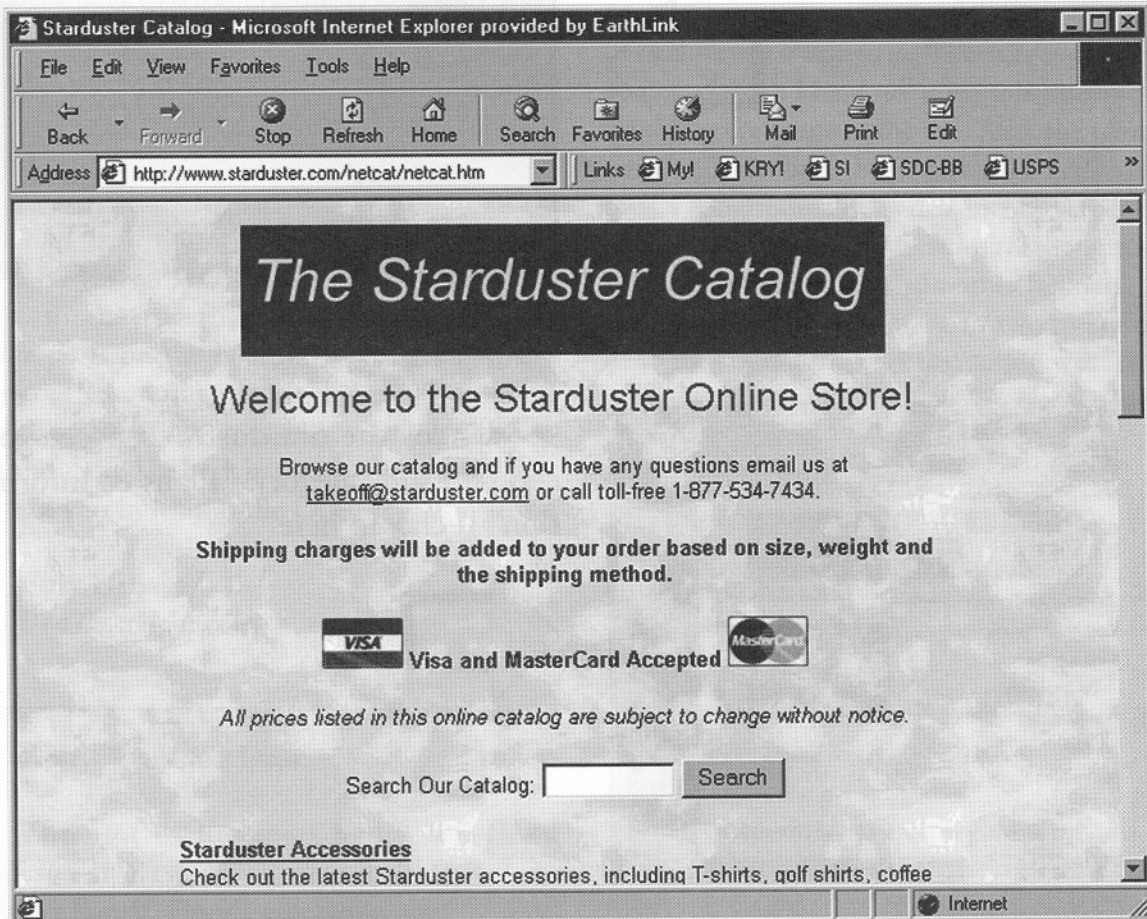 Starduster Catalog - Microsoft Internet Explorer provided by EarthLink
File Edit View Favorites Tools Help
Back Forward Stop Refresh Home Search Favorites History Mail Print Edit
Address http://www.starduster.com/netcat/netcat.htm Links My! KRY! SI SDC-BB USPS »
The Starduster Catalog
Welcome to the Starduster Online Store!
Browse our catalog and if you have any questions email us at
takeoff@starduster.com or call toll-free 1-877-534-7434.
Shipping charges will be added to your order based on size, weight and
the shipping method.
VISA Visa and MasterCard Accepted MasterCard
All prices listed in this online catalog are subject to change without notice.
Search Our Catalog: Search
Starduster Accessories
Check out the latest Starduster accessories, including T-shirts, golf shirts, coffee
Internet